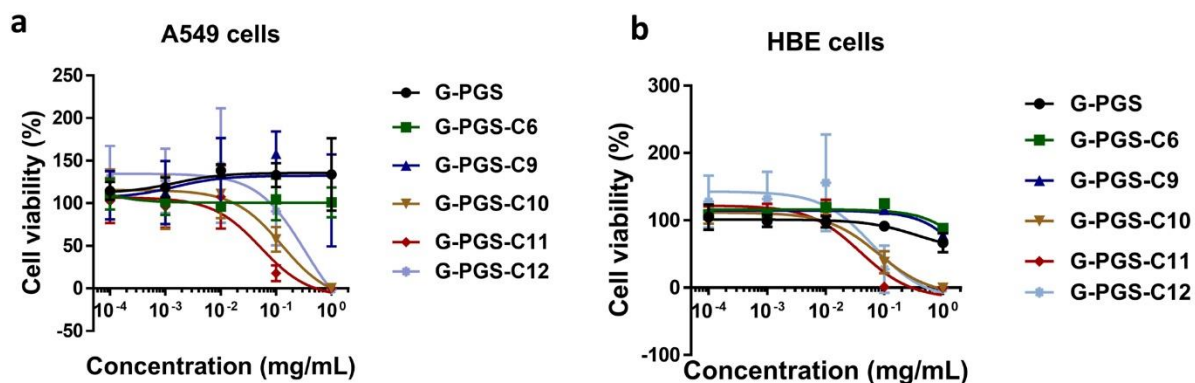 a
A549 cells
Cell viability (%)
250
200
150
100
50
0
-50
10⁻⁴ 10⁻³ 10⁻² 10⁻¹ 10⁰
Concentration (mg/mL)
G-PGS
G-PGS-C6
G-PGS-C9
G-PGS-C10
G-PGS-C11
G-PGS-C12
b
HBE cells
Cell viability (%)
300
200
100
0
-100
10⁻⁴ 10⁻³ 10⁻² 10⁻¹ 10⁰
Concentration (mg/mL)
G-PGS
G-PGS-C6
G-PGS-C9
G-PGS-C10
G-PGS-C11
G-PGS-C12